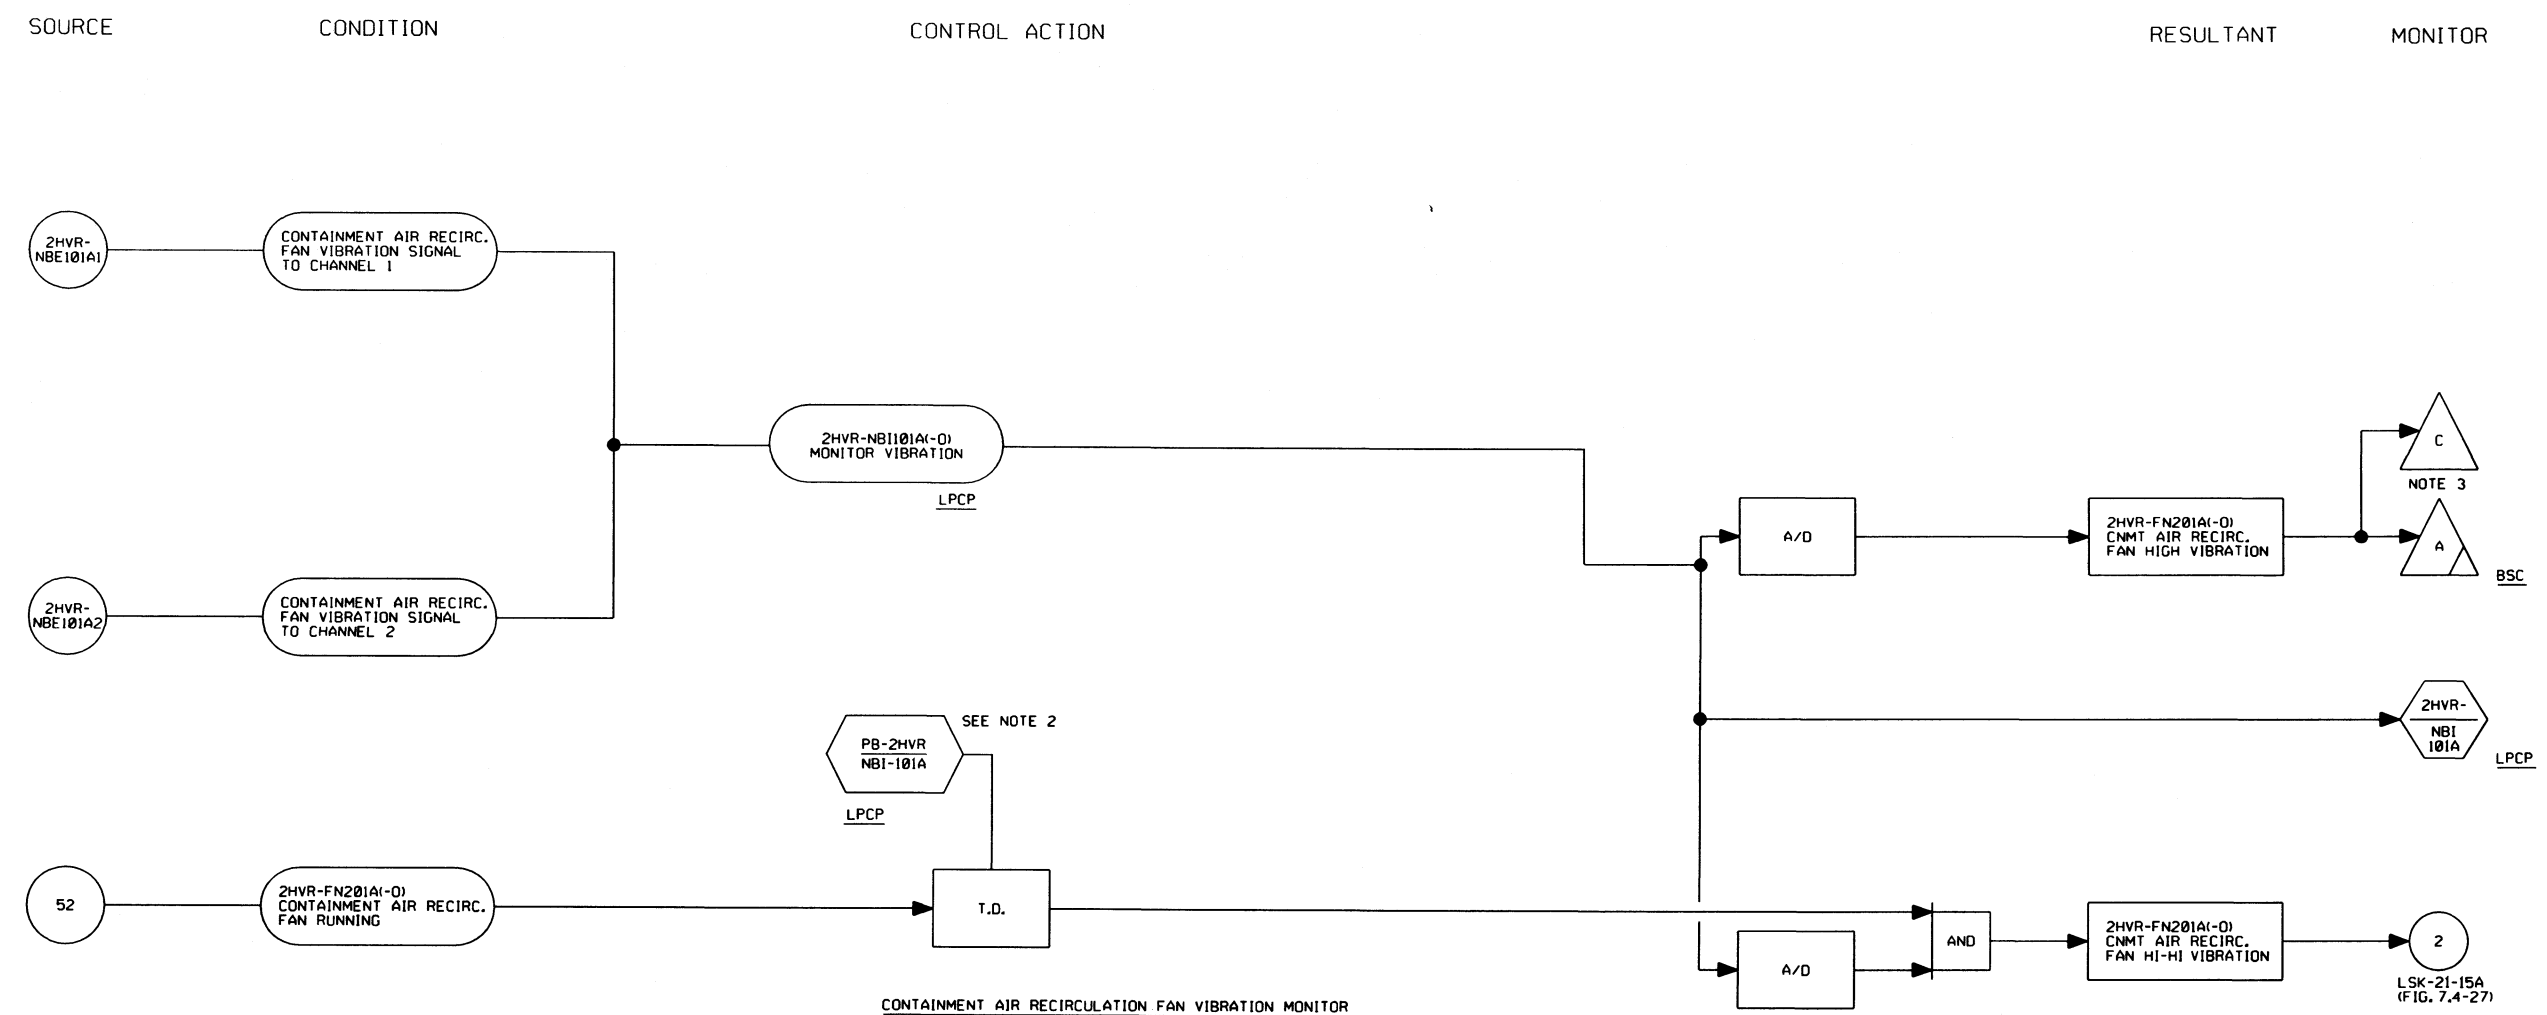 SOURCE
CONDITION
CONTROL ACTION
RESULTANT
MONITOR
2HVR-
NBE101A1
CONTAINMENT AIR RECIRC.
FAN VIBRATION SIGNAL
TO CHANNEL 1
2HVR-NBI101A(-O)
MONITOR VIBRATION
LPCP
C
NOTE 3
A/D
2HVR-FN201A(-O)
CNMT AIR RECIRC.
FAN HIGH VIBRATION
A
BSC
2HVR-
NBE101A2
CONTAINMENT AIR RECIRC.
FAN VIBRATION SIGNAL
TO CHANNEL 2
SEE NOTE 2
PB-2HVR
NBI-101A
LPCP
2HVR-
NBI
101A
LPCP
52
2HVR-FN201A(-O)
CONTAINMENT AIR RECIRC.
FAN RUNNING
T.D.
A/D
AND
2HVR-FN201A(-O)
CNMT AIR RECIRC.
FAN HI-HI VIBRATION
2
LSK-21-15A
(FIG. 7.4-27)
CONTAINMENT AIR RECIRCULATION FAN VIBRATION MONITOR